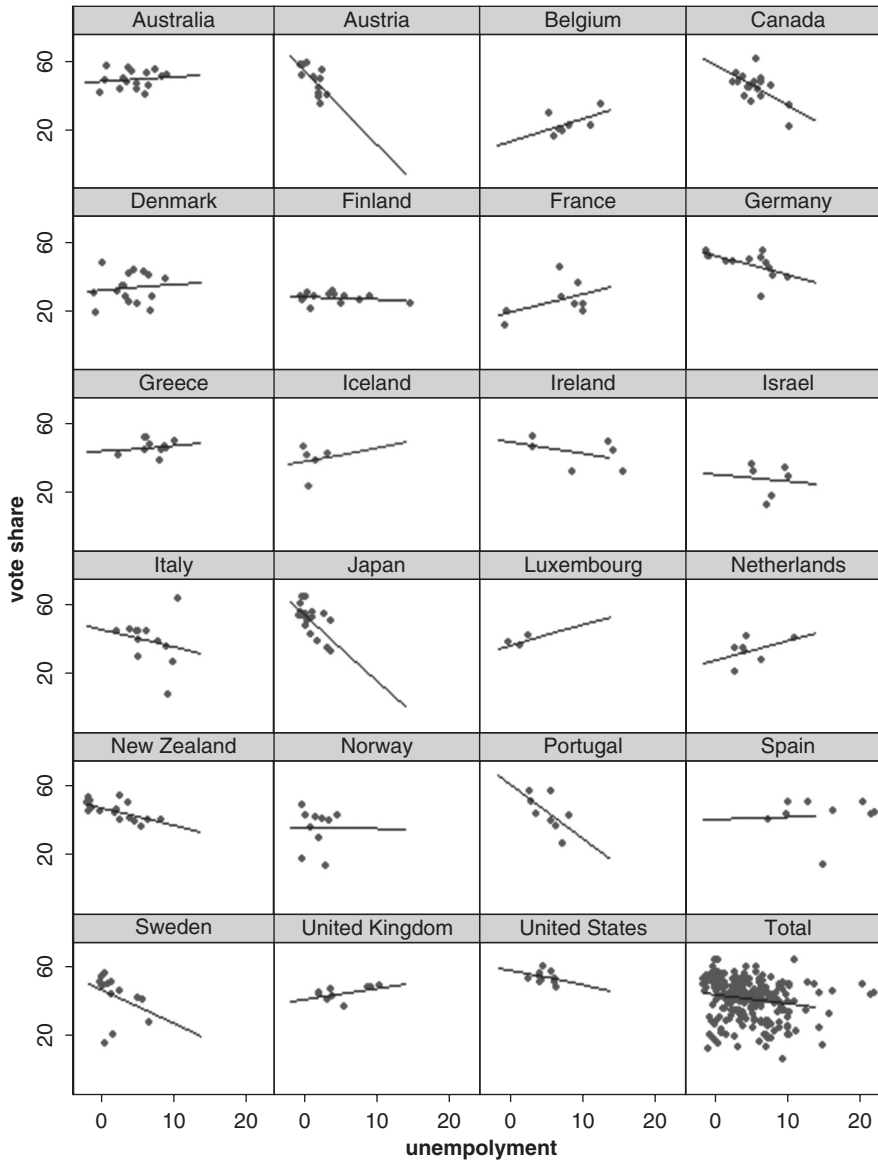 Australia Austria Belgium Canada
60
20
Denmark Finland France Germany
60
20
Greece Iceland Ireland Israel
60
20
vote share
Italy Japan Luxembourg Netherlands
60
20
New Zealand Norway Portugal Spain
60
20
Sweden United Kingdom United States Total
60
20
0 10 20 0 10 20 0 10 20 0 10 20
unempolyment